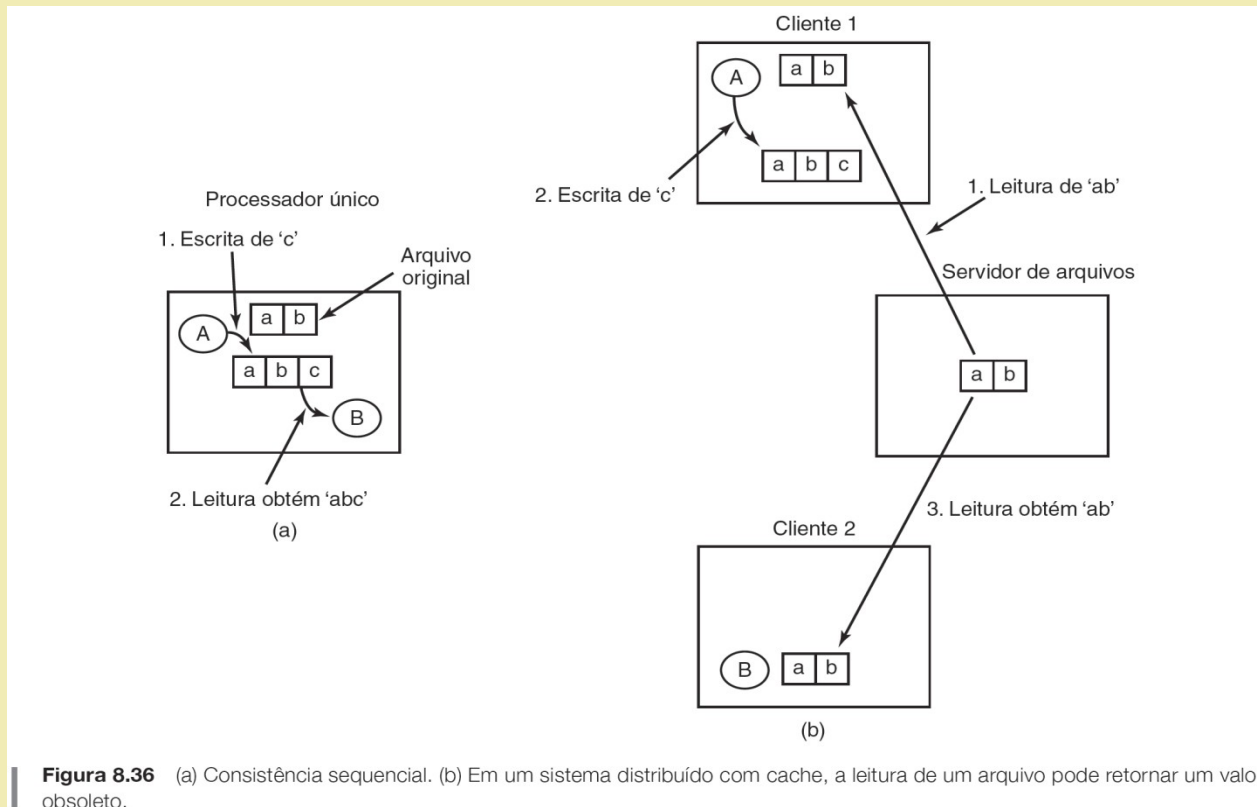 Processador único
1. Escrita de ‘c’
Arquivo
original
A
a b
a b c
B
2. Leitura obtém ‘abc’
(a)
Cliente 1
A
a b
a b c
2. Escrita de ‘c’
1. Leitura de ‘ab’
Servidor de arquivos
a b
3. Leitura obtém ‘ab’
Cliente 2
B
a b
(b)
Figura 8.36 (a) Consistência sequencial. (b) Em um sistema distribuído com cache, a leitura de um arquivo pode retornar um valo
obsoleto.